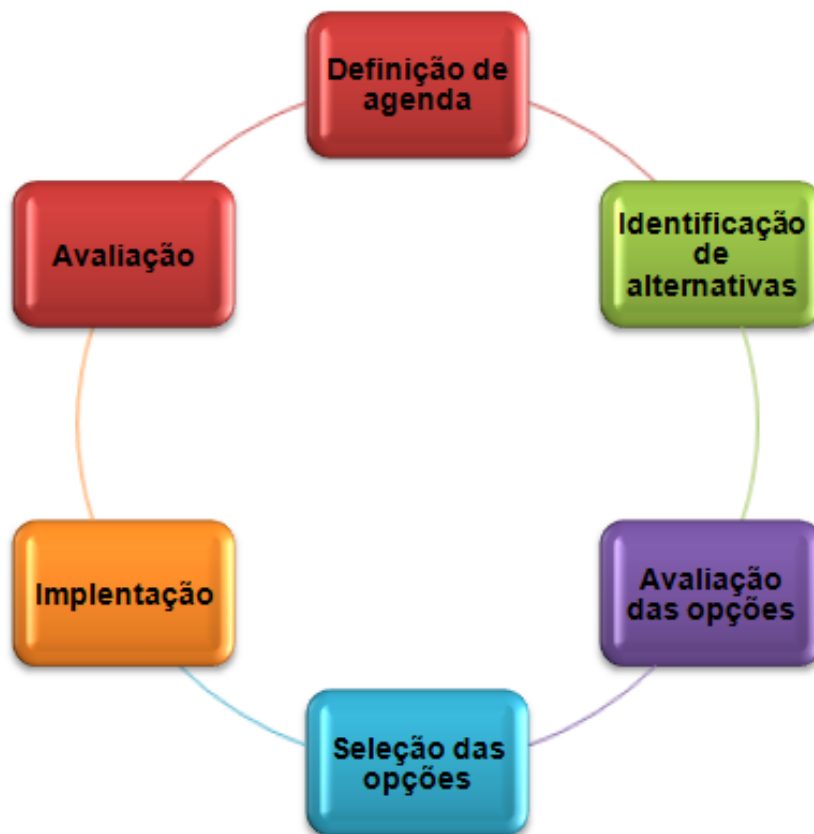 Definição de
agenda
Identificação
de
alternativas
Avaliação
das opções
Seleção das
opções
Implentação
Avaliação